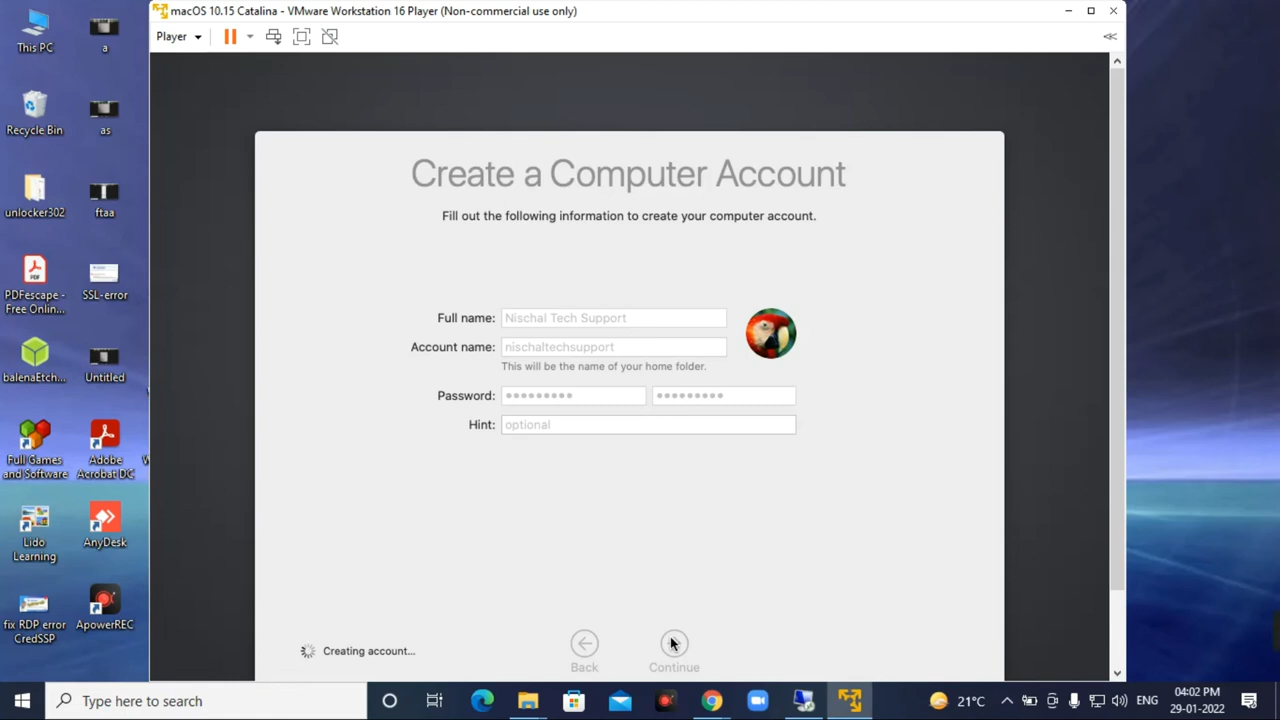 macOS 10.15 Catalina - VMware Workstation 16 Player (Non-commercial use only)
Player
This PC
a
Recycle Bin
as
unlocker302
ftaa
PDFescape - Free Onlin...
SSL-error
balenaEtch...
Untitled
Full Games and Software
Adobe Acrobat DC
Lido Learning
AnyDesk
fix RDP error CredSSP
ApowerREC
Create a Computer Account
Fill out the following information to create your computer account.
Full name: Nischal Tech Support
Account name: nischaltechsupport
This will be the name of your home folder.
Password:
Hint: optional
Creating account...
Back
Continue
Type here to search
21°C
ENG
04:02 PM
29-01-2022